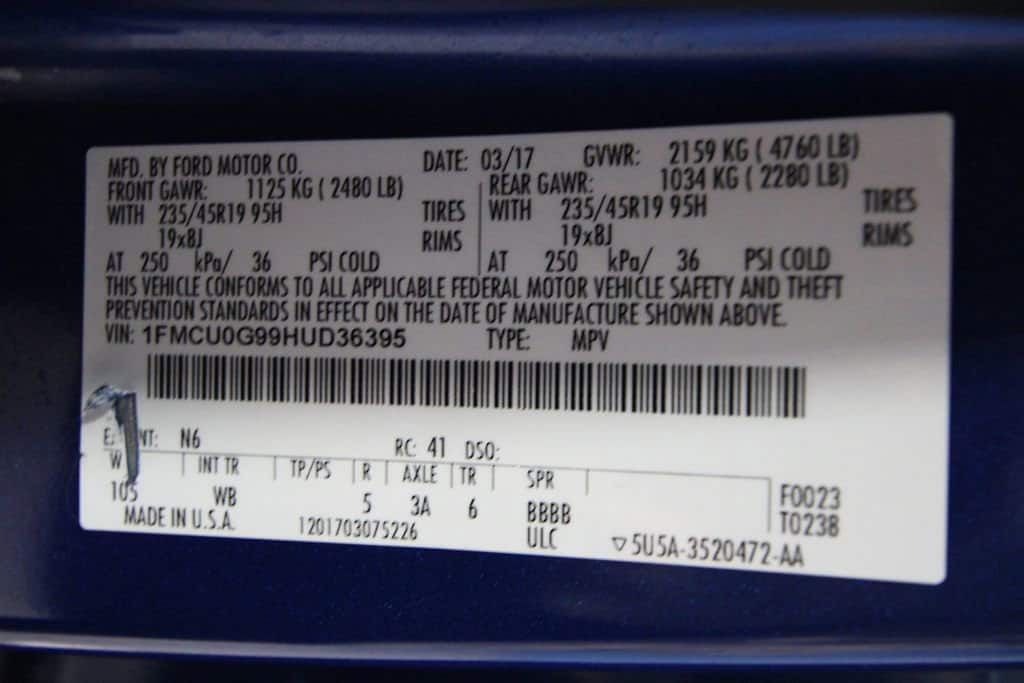 MFD. BY FORD MOTOR CO. DATE: 03/17 GVWR: 2159 KG ( 4760 LB)
FRONT GAWR: 1125 KG ( 2480 LB) REAR GAWR: 1034 KG ( 2280 LB)
WITH 235/45R19 95H TIRES WITH 235/45R19 95H TIRES
19x8J RIMS 19x8J RIMS
AT 250 kPa/ 36 PSI COLD AT 250 kPa/ 36 PSI COLD
THIS VEHICLE CONFORMS TO ALL APPLICABLE FEDERAL MOTOR VEHICLE SAFETY AND THEFT
PREVENTION STANDARDS IN EFFECT ON THE DATE OF MANUFACTURE SHOWN ABOVE.
VIN: 1FMCU0G99HUD36395 TYPE: MPV
NT: N6 RC: 41 DSO:
W INT TR TP/PS R AXLE TR SPR
105 WB 5 3A 6 BBBB F0023
MADE IN U.S.A. 1201703075226 ULC T0238
▽5U5A-3520472-AA